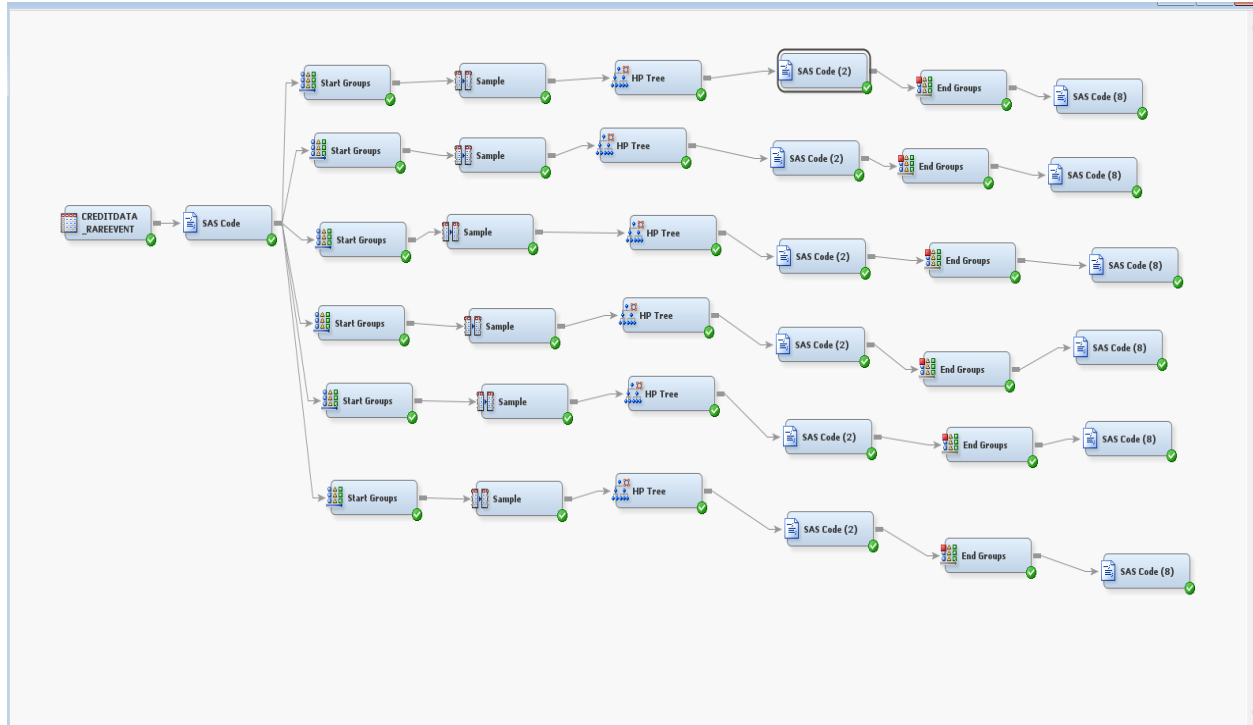 Start Groups
Sample
HP Tree
SAS Code (2)
End Groups
SAS Code (8)
Start Groups
Sample
HP Tree
SAS Code (2)
End Groups
SAS Code (8)
CREDITDATA
_RAREEVENT
SAS Code
Start Groups
Sample
HP Tree
SAS Code (2)
End Groups
SAS Code (8)
Start Groups
Sample
HP Tree
SAS Code (2)
End Groups
SAS Code (8)
Start Groups
Sample
HP Tree
SAS Code (2)
End Groups
SAS Code (8)
Start Groups
Sample
HP Tree
SAS Code (2)
End Groups
SAS Code (8)